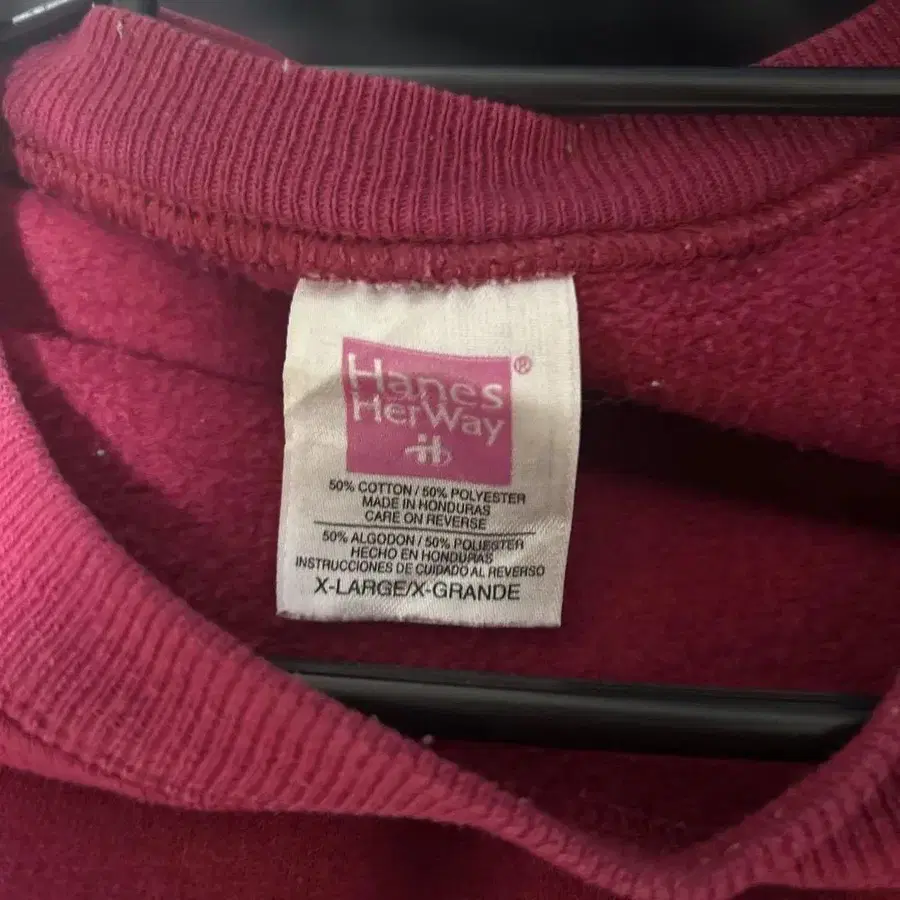 Hanes®
HerWay
50% COTTON / 50% POLYESTER
MADE IN HONDURAS
CARE ON REVERSE
50% ALGODON / 50% POLIESTER
HECHO EN HONDURAS
INSTRUCCIONES DE CUIDADO AL REVERSO
X-LARGE/X-GRANDE